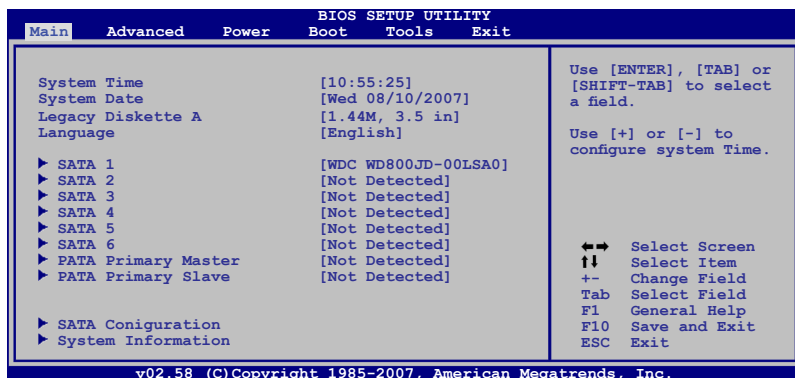 BIOS SETUP UTILITY
Main Advanced Power Boot Tools Exit
System Time [10:55:25]
System Date [Wed 08/10/2007]
Legacy Diskette A [1.44M, 3.5 in]
Language [English]
SATA 1 [WDC WD800JD-00LSA0]
SATA 2 [Not Detected]
SATA 3 [Not Detected]
SATA 4 [Not Detected]
SATA 5 [Not Detected]
SATA 6 [Not Detected]
PATA Primary Master [Not Detected]
PATA Primary Slave [Not Detected]
SATA Coniguration
System Information
Use [ENTER], [TAB] or
[SHIFT-TAB] to select
a field.
Use [+] or [-] to
configure system Time.
←→ Select Screen
↑↓ Select Item
+- Change Field
Tab Select Field
F1 General Help
F10 Save and Exit
ESC Exit
v02.58 (C)Copyright 1985-2007, American Megatrends, Inc.